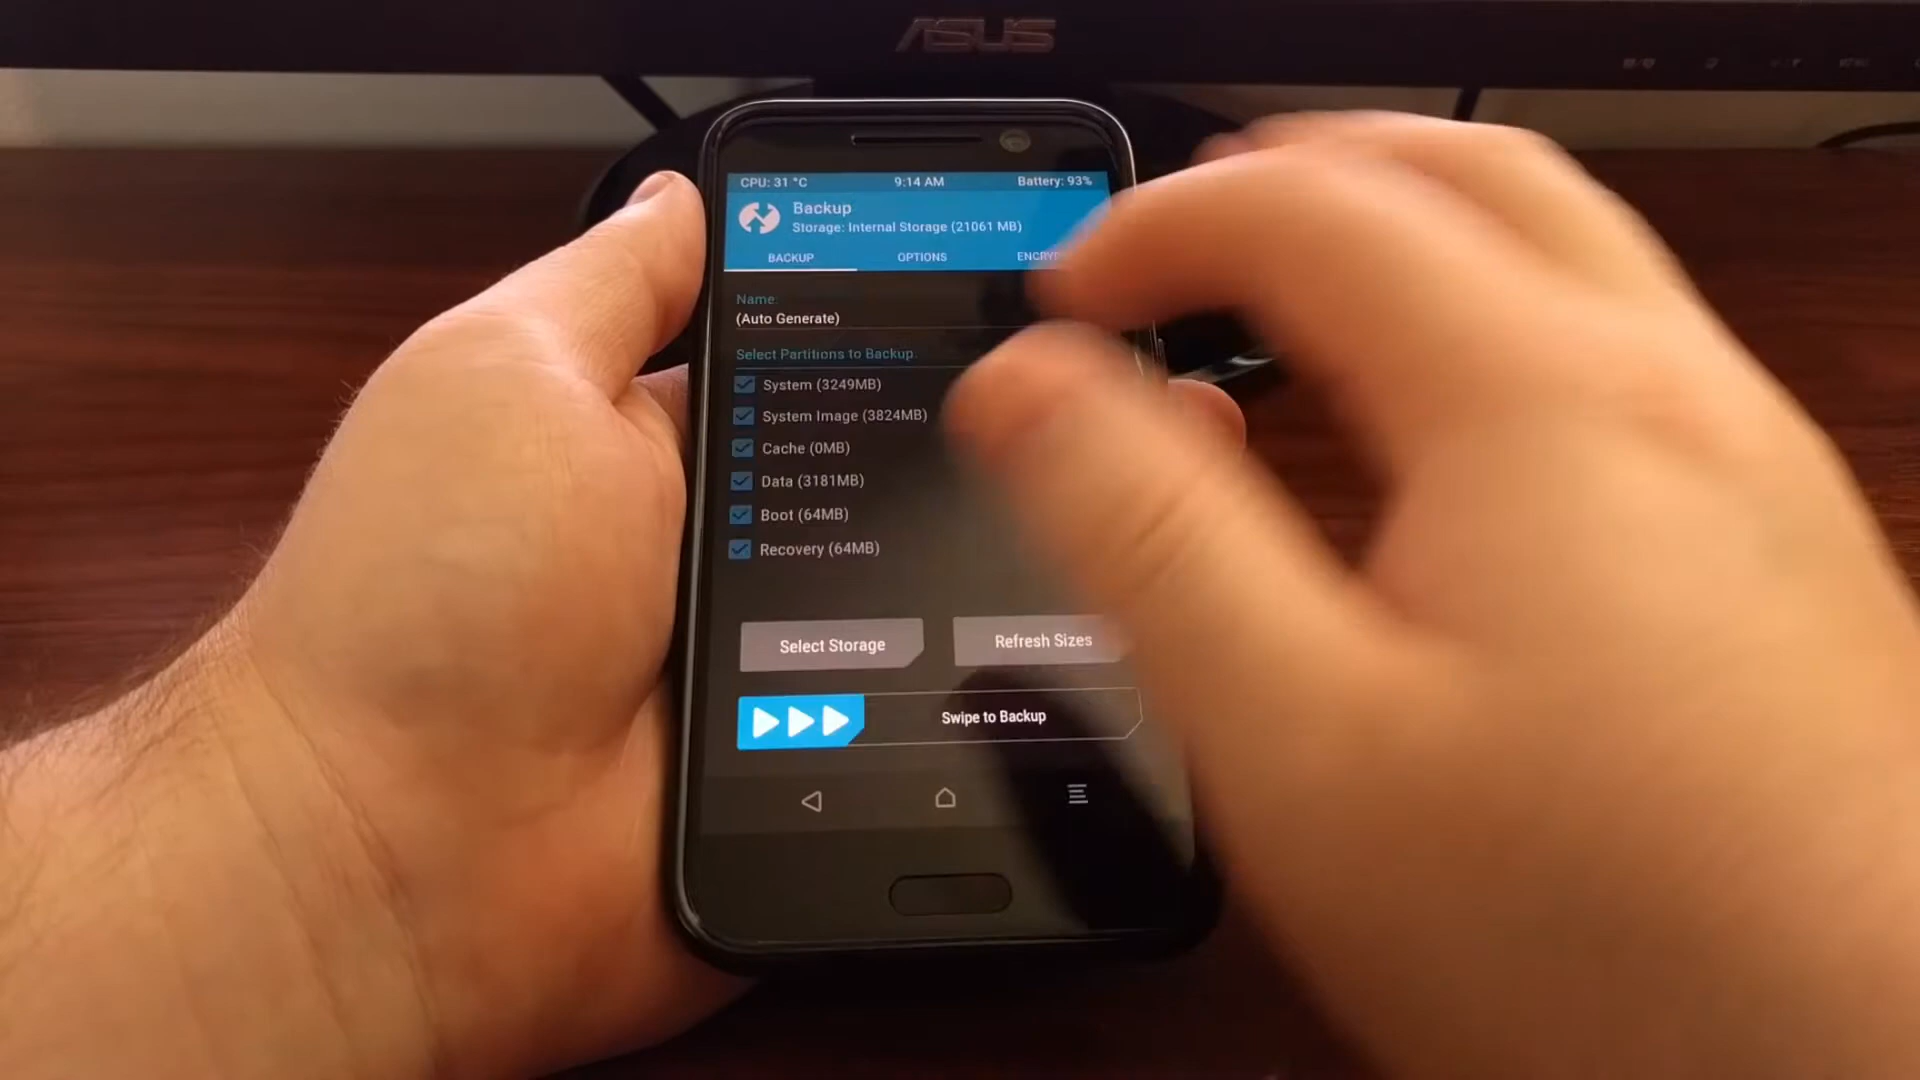 ASUS
CPU: 31 °C 9:14 AM Battery: 93%
Backup
Storage: Internal Storage (21061 MB)
BACKUP OPTIONS
Name:
(Auto Generate)
Select Partitions to Backup:
System (3249MB)
System Image (3824MB)
Cache (0MB)
Data (3181MB)
Boot (64MB)
Recovery (64MB)
Select Storage Refresh Sizes
Swipe to Backup